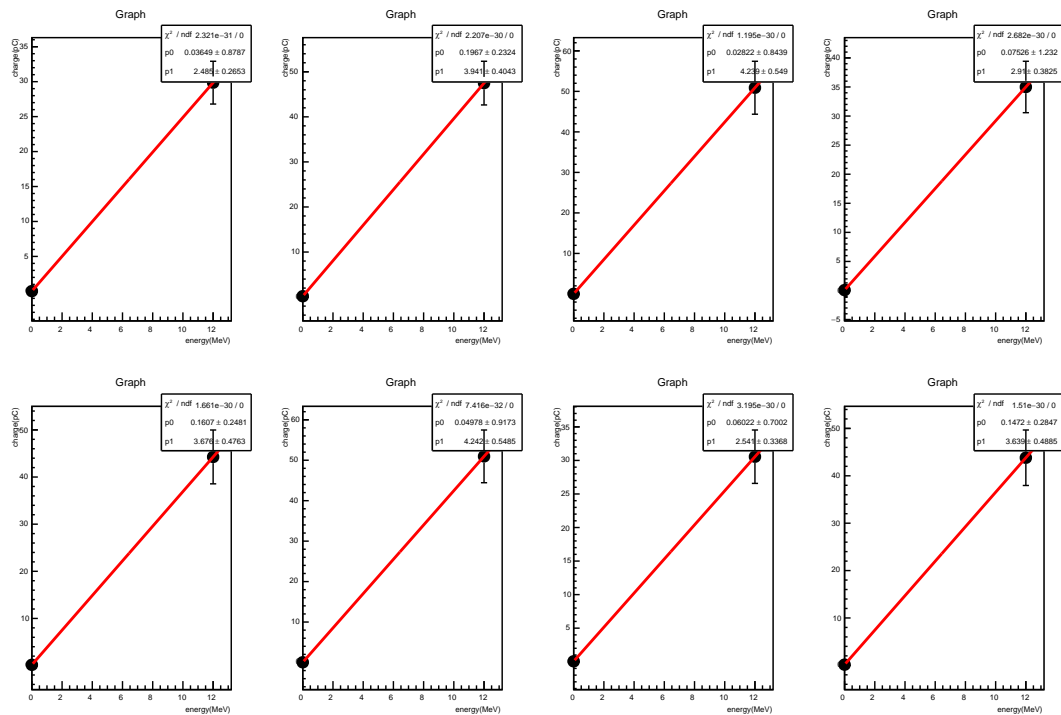 Graph
charge(pC)
χ² / ndf 2.321e−31 / 0
p0 0.03649 ± 0.8787
p1 2.485 ± 0.2653
35
30
25
20
15
10
5
0 2 4 6 8 10 12
energy(MeV)
Graph
charge(pC)
χ² / ndf 2.207e−30 / 0
p0 0.1967 ± 0.2324
p1 3.941 ± 0.4043
50
40
30
20
10
0 2 4 6 8 10 12
energy(MeV)
Graph
charge(pC)
χ² / ndf 1.195e−30 / 0
p0 0.02822 ± 0.8439
p1 4.239 ± 0.549
60
50
40
30
20
10
0 2 4 6 8 10 12
energy(MeV)
Graph
charge(pC)
χ² / ndf 2.682e−30 / 0
p0 0.07526 ± 1.232
p1 2.91 ± 0.3825
40
35
30
25
20
15
10
5
0
−5
0 2 4 6 8 10 12
energy(MeV)
Graph
charge(pC)
χ² / ndf 1.661e−30 / 0
p0 0.1607 ± 0.2481
p1 3.676 ± 0.4763
50
40
30
20
10
0 2 4 6 8 10 12
energy(MeV)
Graph
charge(pC)
χ² / ndf 7.416e−32 / 0
p0 0.04978 ± 0.9173
p1 4.242 ± 0.5485
60
50
40
30
20
10
0
0 2 4 6 8 10 12
energy(MeV)
Graph
charge(pC)
χ² / ndf 3.195e−30 / 0
p0 0.06022 ± 0.7002
p1 2.541 ± 0.3368
35
30
25
20
15
10
5
0
0 2 4 6 8 10 12
energy(MeV)
Graph
charge(pC)
χ² / ndf 1.51e−30 / 0
p0 0.1472 ± 0.2847
p1 3.639 ± 0.4885
50
40
30
20
10
0
0 2 4 6 8 10 12
energy(MeV)